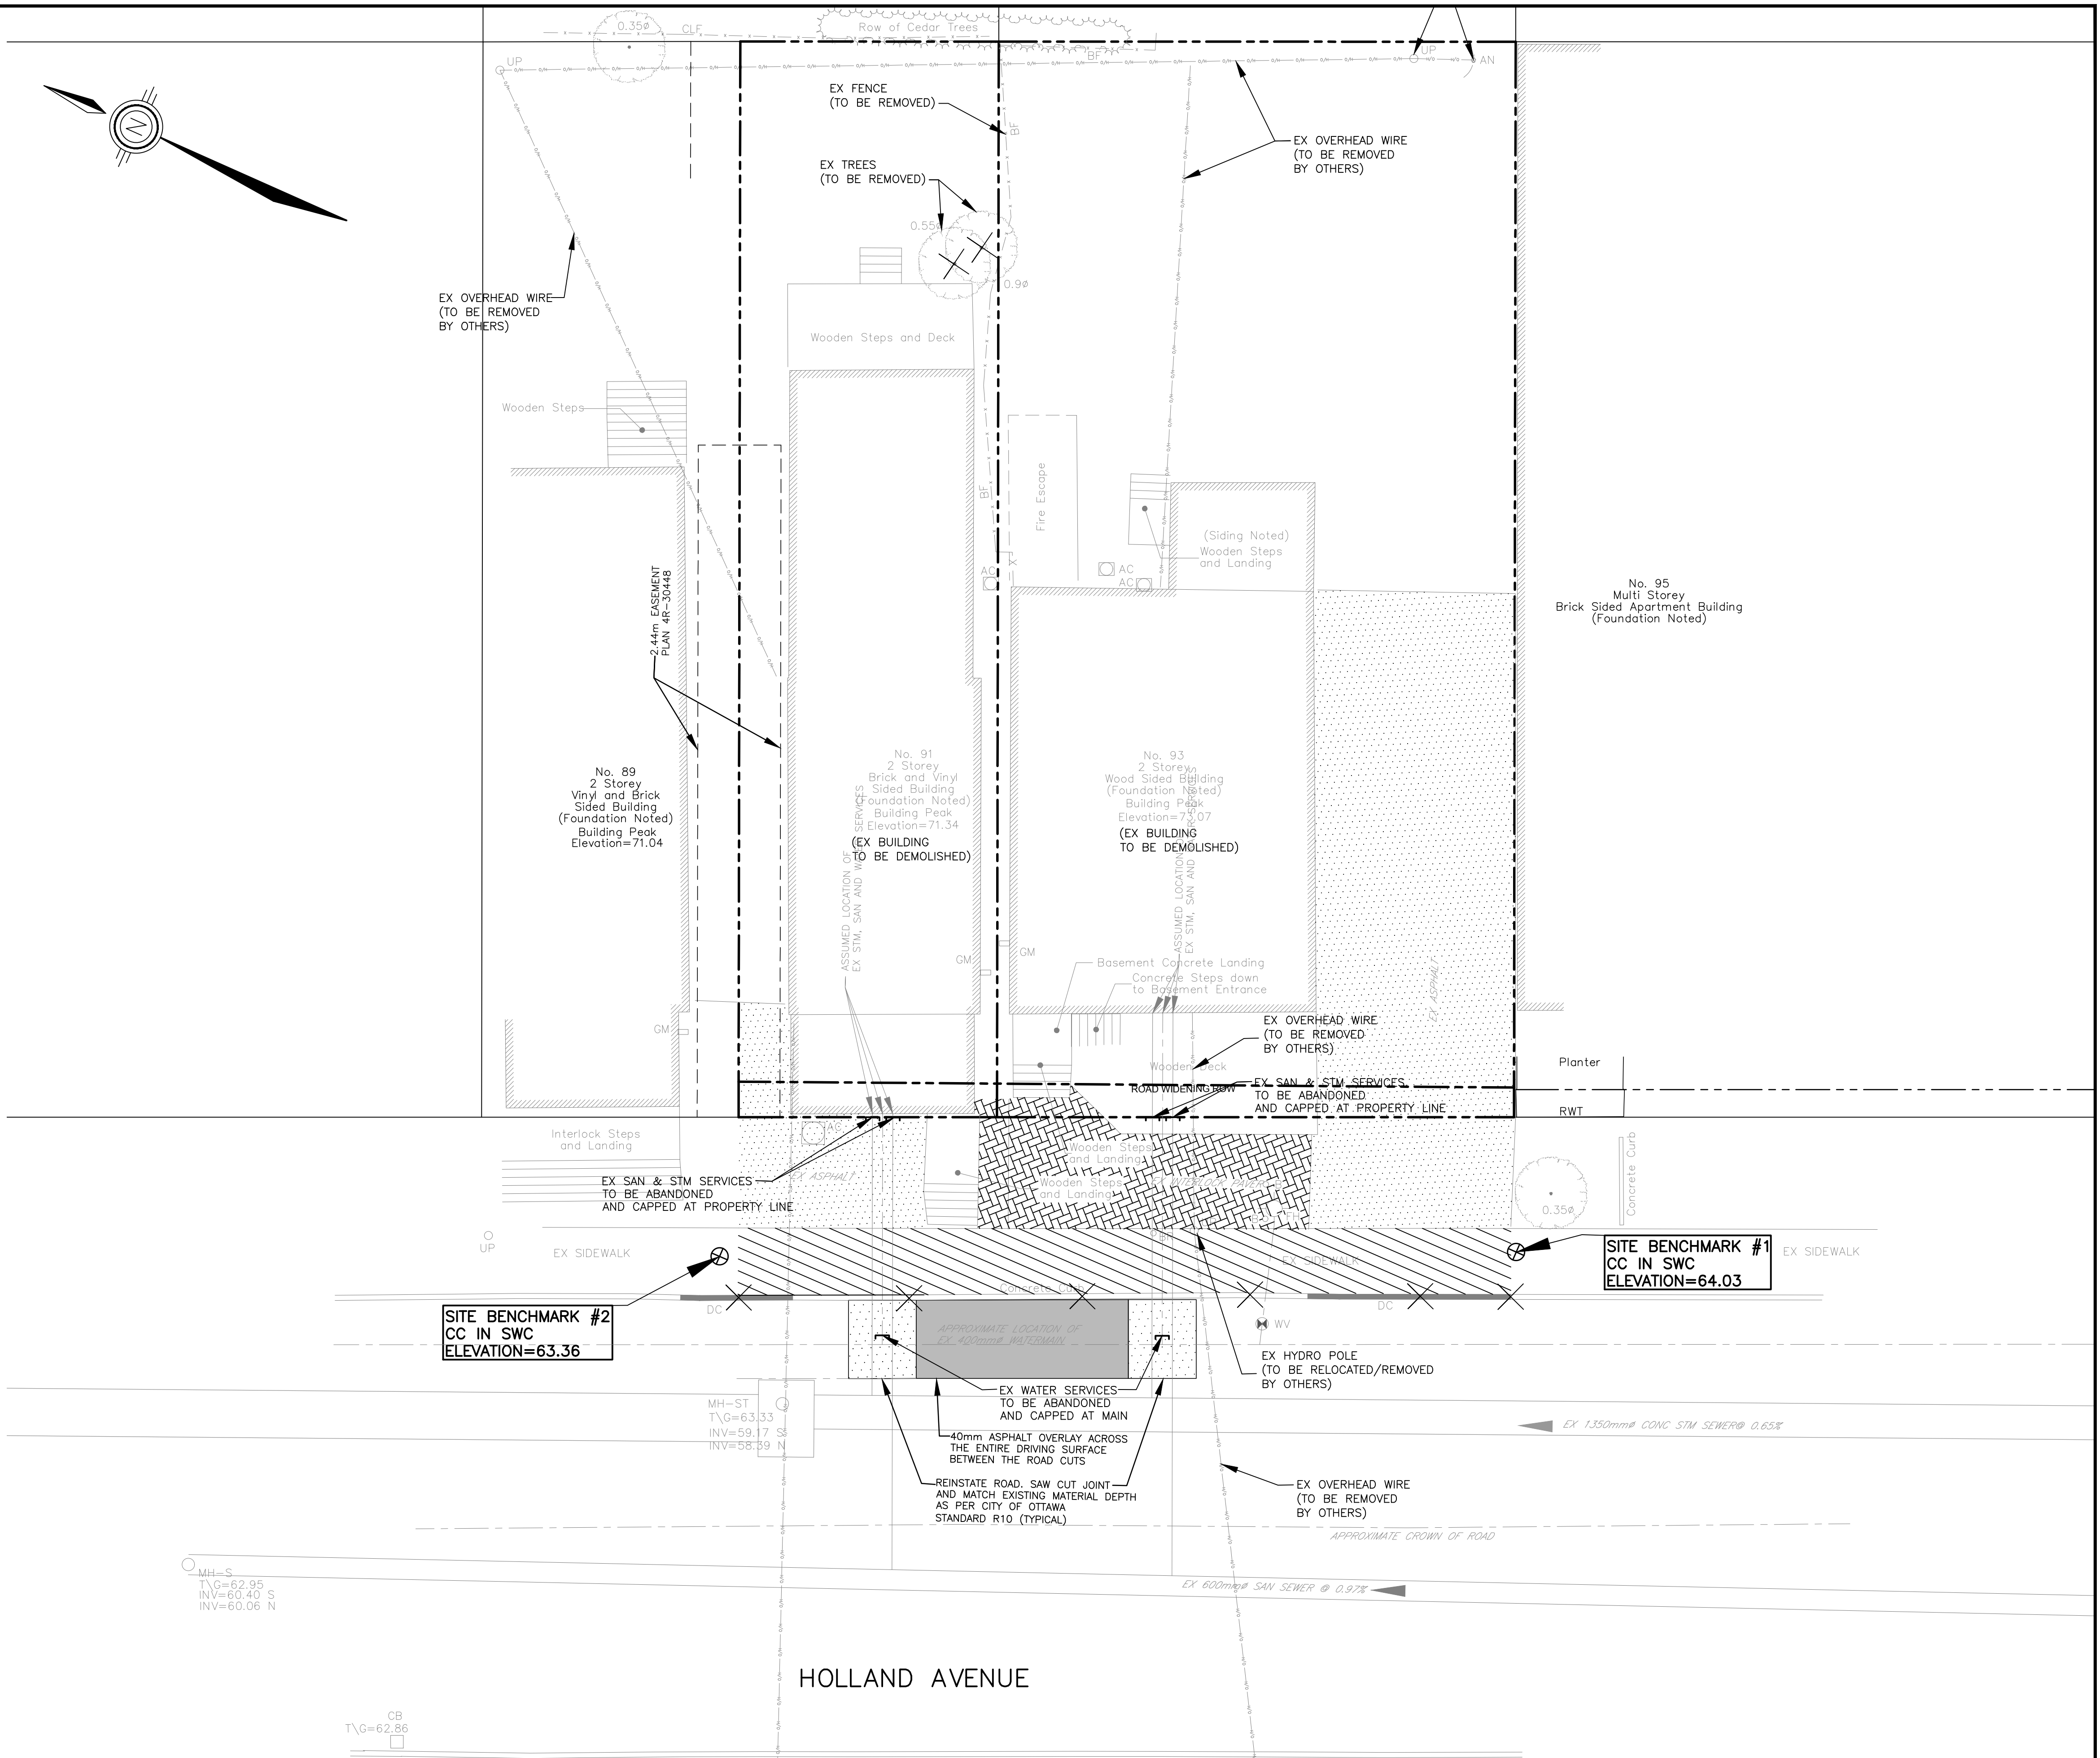 0.35ø
CLF
Row of Cedar Trees
UP
BF
UP
AN
N
EX FENCE
(TO BE REMOVED)
BF
EX OVERHEAD WIRE
(TO BE REMOVED
BY OTHERS)
EX TREES
(TO BE REMOVED)
0.55ø
0.9ø
EX OVERHEAD WIRE
(TO BE REMOVED
BY OTHERS)
Wooden Steps and Deck
Wooden Steps
BF
Fire Escape
(Siding Noted)
Wooden Steps
and Landing
X
AC
AC
AC
2.44m EASEMENT
PLAN 4R-30448
No. 95
Multi Storey
Brick Sided Apartment Building
(Foundation Noted)
No. 89
2 Storey
Vinyl and Brick
Sided Building
(Foundation Noted)
Building Peak
Elevation=71.04
No. 91
2 Storey
Brick and Vinyl
Sided Building
(Foundation Noted)
Building Peak
Elevation=71.34
(EX BUILDING
TO BE DEMOLISHED)
No. 93
2 Storey
Wood Sided Building
(Foundation Noted)
Building Peak
Elevation=73.07
(EX BUILDING
TO BE DEMOLISHED)
ASSUMED LOCATION OF
EX STM, SAN AND WATER SERVICES
ASSUMED LOCATION OF
EX STM, SAN AND WATER SERVICES
GM
GM
GM
Basement Concrete Landing
Concrete Steps down
to Basement Entrance
EX ASPHALT
EX OVERHEAD WIRE
(TO BE REMOVED
BY OTHERS)
Wooden Deck
ROAD WIDENING ROW
EX SAN & STM SERVICES
TO BE ABANDONED
AND CAPPED AT PROPERTY LINE
Planter
RWT
Interlock Steps
and Landing
AC
Wooden Steps
and Landing
Wooden Steps
and Landing
EX INTERLOCK PAVERS
EX ASPHALT
EX SAN & STM SERVICES
TO BE ABANDONED
AND CAPPED AT PROPERTY LINE
Concrete Curb
0.35ø
UP
EX SIDEWALK
EX SIDEWALK
EX SIDEWALK
SITE BENCHMARK #1
CC IN SWC
ELEVATION=64.03
Concrete Curb
DC
DC
SITE BENCHMARK #2
CC IN SWC
ELEVATION=63.36
APPROXIMATE LOCATION OF
EX 400mmø WATERMAIN
WV
EX HYDRO POLE
(TO BE RELOCATED/REMOVED
BY OTHERS)
EX WATER SERVICES
TO BE ABANDONED
AND CAPPED AT MAIN
MH-ST
T\G=63.33
INV=59.17 S
INV=58.39 N
EX 1350mmø CONC STM SEWER@ 0.65%
40mm ASPHALT OVERLAY ACROSS
THE ENTIRE DRIVING SURFACE
BETWEEN THE ROAD CUTS
REINSTATE ROAD. SAW CUT JOINT
AND MATCH EXISTING MATERIAL DEPTH
AS PER CITY OF OTTAWA
STANDARD R10 (TYPICAL)
EX OVERHEAD WIRE
(TO BE REMOVED
BY OTHERS)
APPROXIMATE CROWN OF ROAD
MH-S
T\G=62.95
INV=60.40 S
INV=60.06 N
EX 600mmø SAN SEWER @ 0.97%
HOLLAND AVENUE
CB
T\G=62.86